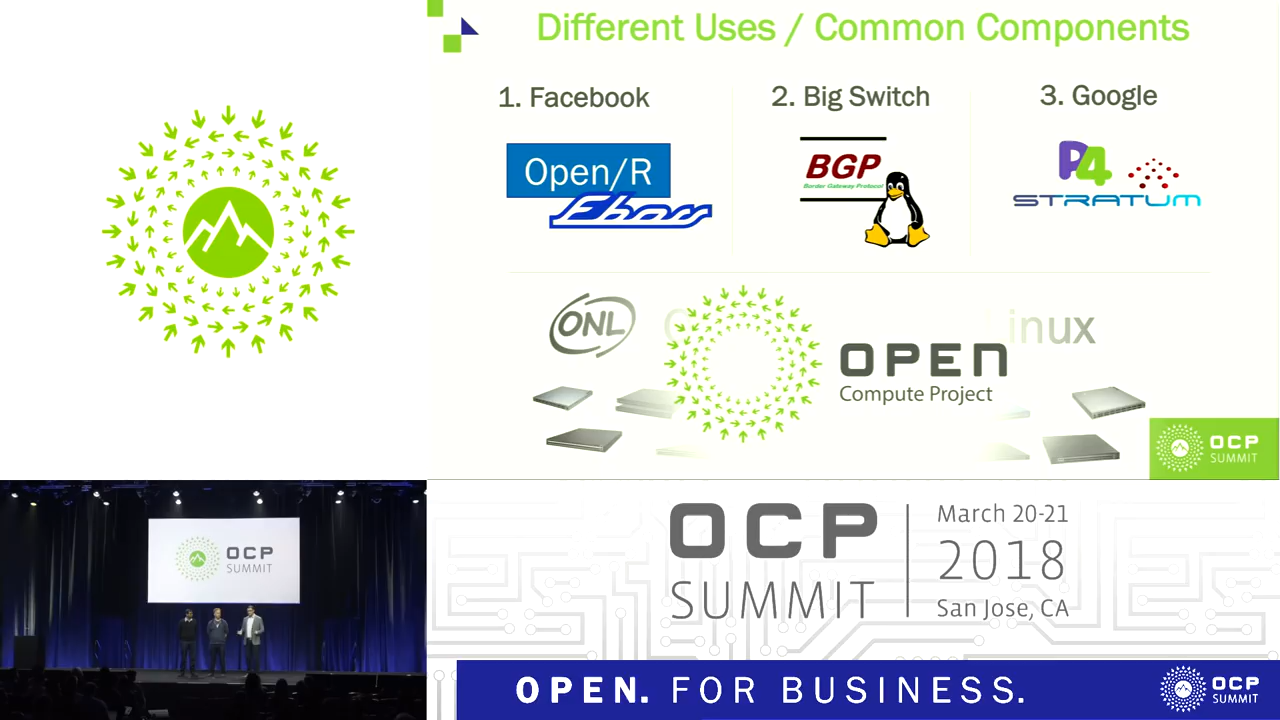 Different Uses / Common Components
1. Facebook
2. Big Switch
3. Google
Open/R
BGP
Border Gateway Protocol
P4
STRATUM
ONL
inux
OPEN
Compute Project
OCP
SUMMIT
OCP
SUMMIT
OCP
SUMMIT
March 20-21
2018
San Jose, CA
OPEN. FOR BUSINESS.
OCP
SUMMIT